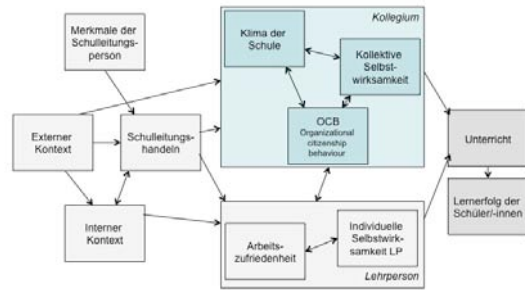 Kollegium
Merkmale der
Schulleitungs-
person
Klima der
Schule
Kollektive
Selbst-
wirksamkeit
OCB
Organizational
citizenship
behaviour
Externer
Kontext
Schulleitungs-
handeln
Unterricht
Interner
Kontext
Lernerfolg der
Schüler/-innen
Arbeits-
zufriedenheit
Individuelle
Selbstwirk-
samkeit LP
Lehrperson